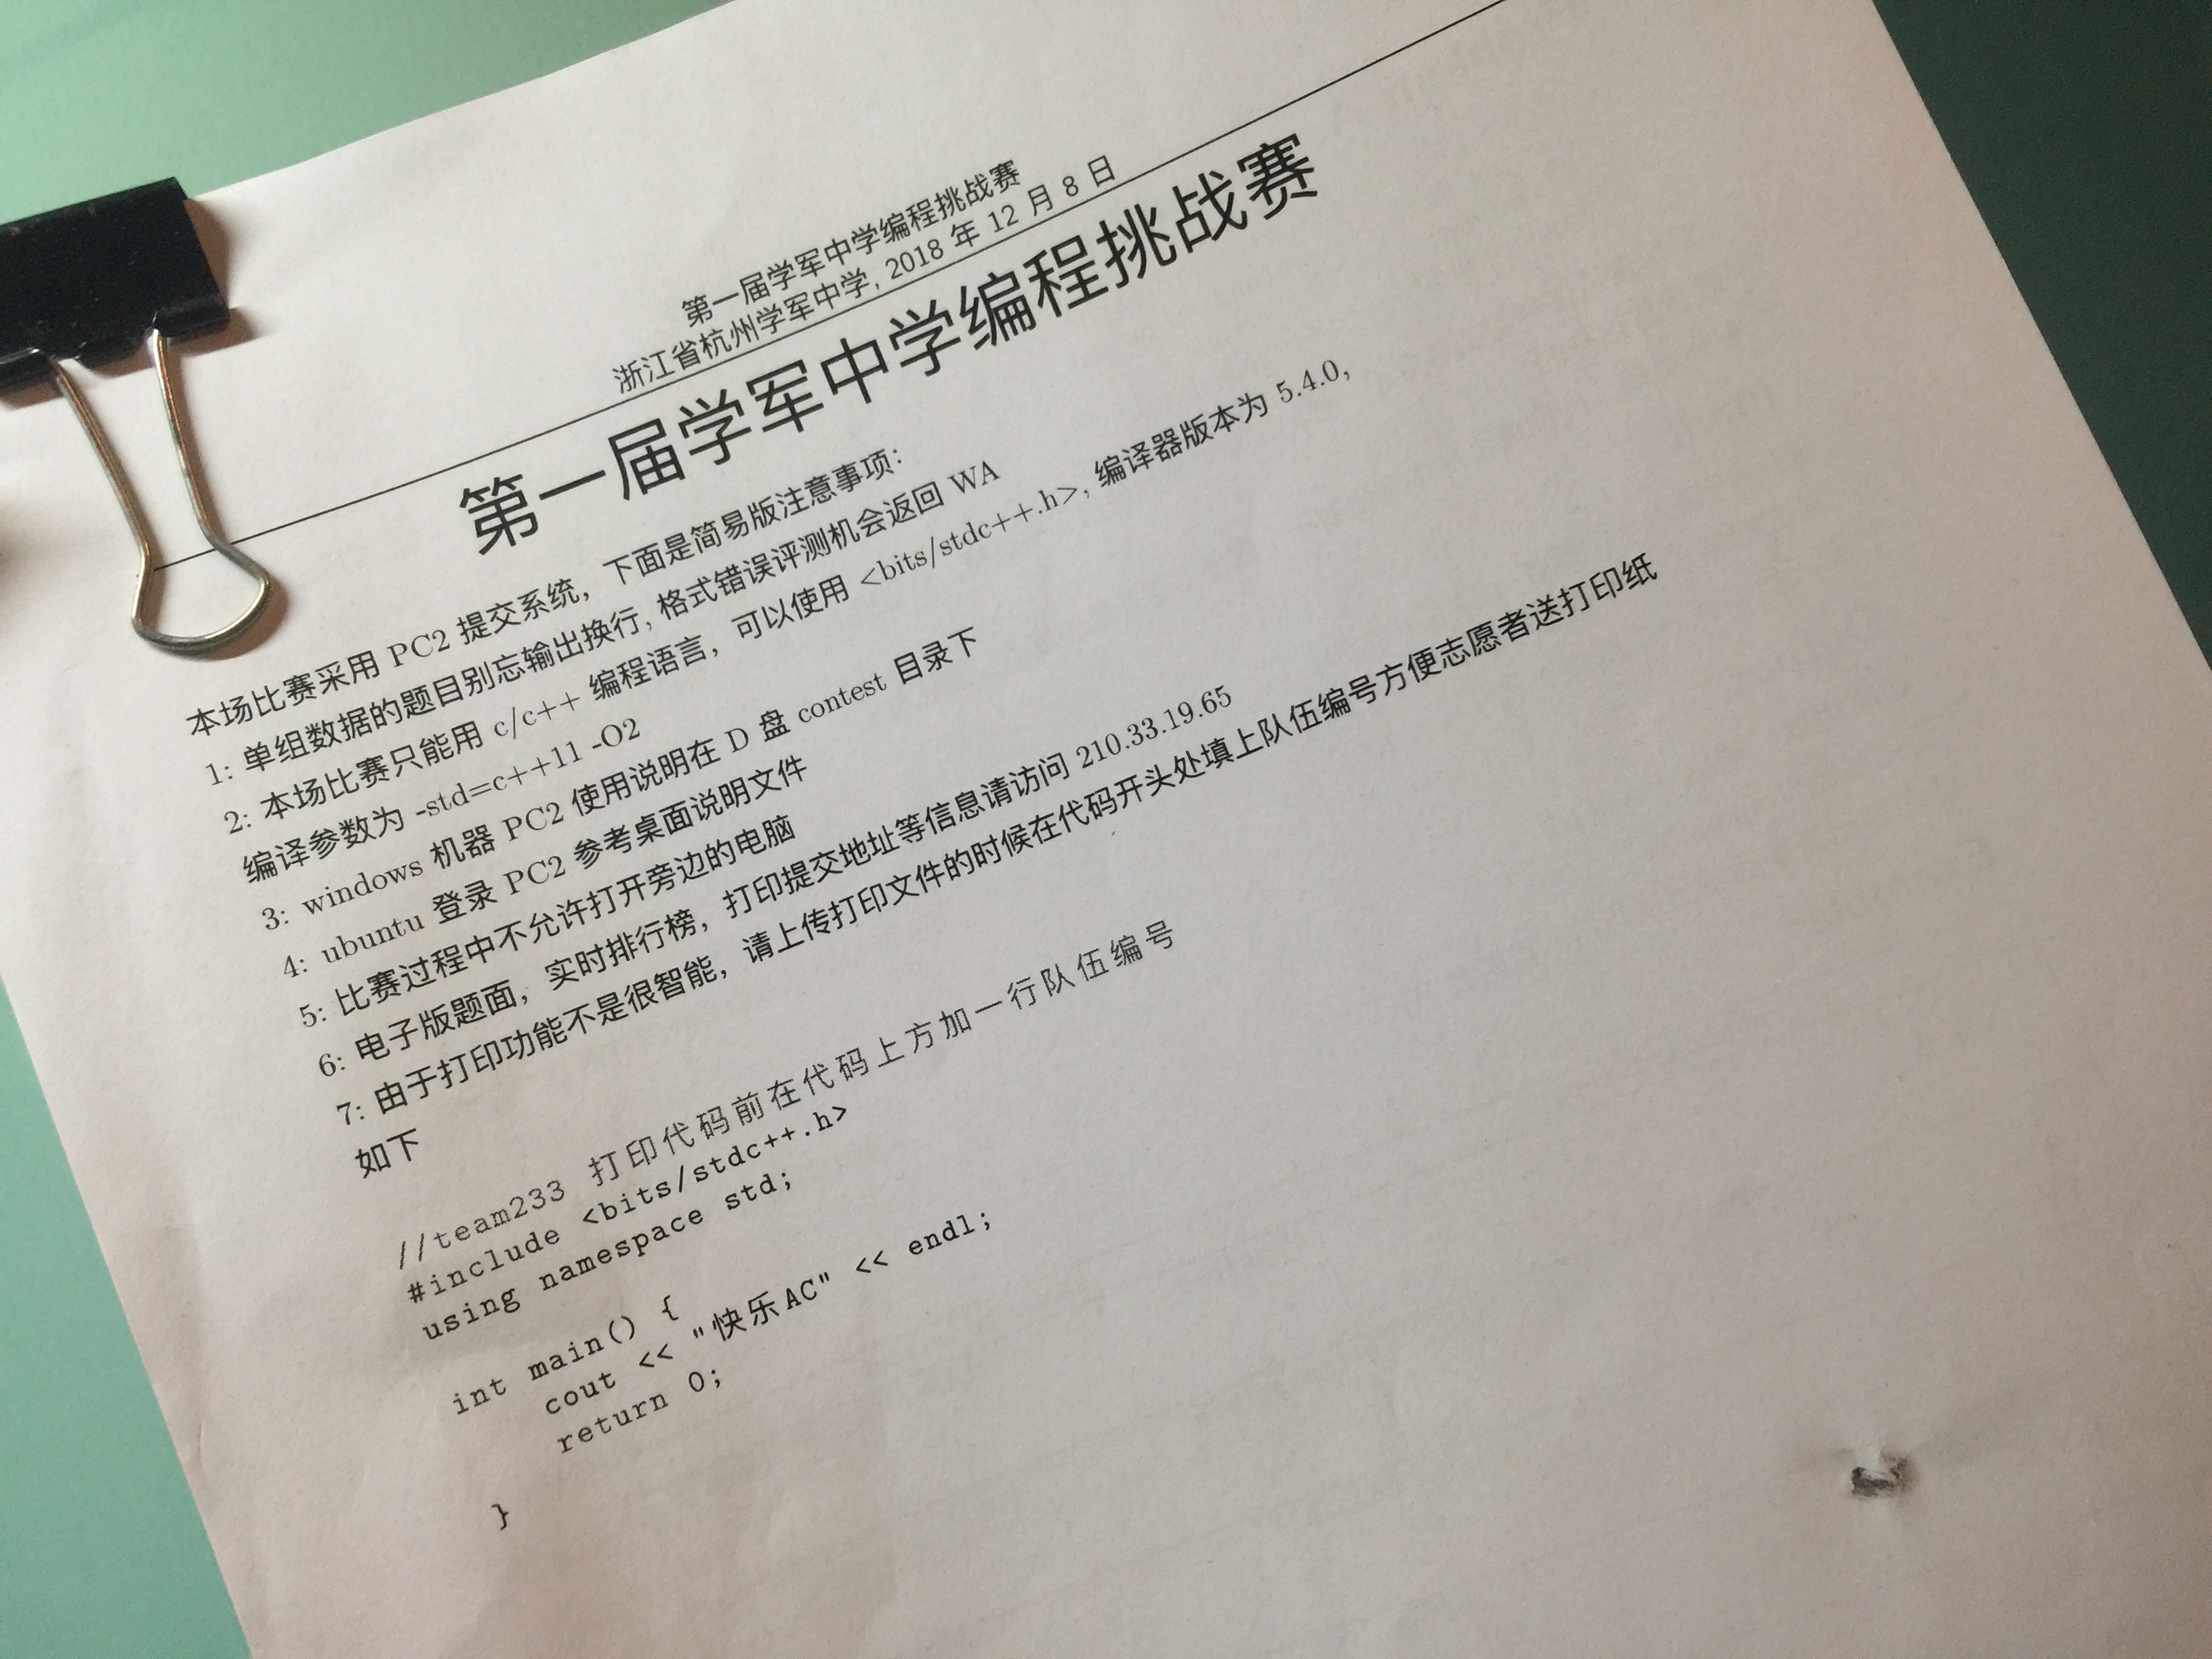 第一届学军中学编程挑战赛
浙江省杭州学军中学, 2018 年 12 月 8 日
第一届学军中学编程挑战赛
本场比赛采用 PC2 提交系统，下面是简易版注意事项：
1: 单组数据的题目别忘输出换行, 格式错误评测机会返回 WA
2: 本场比赛只能用 c/c++ 编程语言，可以使用 <bits/stdc++.h>, 编译器版本为 5.4.0,
编译参数为 -std=c++11 -O2
3: windows 机器 PC2 使用说明在 D 盘 contest 目录下
4: ubuntu 登录 PC2 参考桌面说明文件
5: 比赛过程中不允许打开旁边的电脑
6: 电子版题面，实时排行榜，打印提交地址等信息请访问 210.33.19.65
7: 由于打印功能不是很智能，请上传打印文件的时候在代码开头处填上队伍编号方便志愿者送打印纸
如下
//team233 打印代码前在代码上方加一行队伍编号
#include <bits/stdc++.h>
using namespace std;
int main() {
cout << "快乐AC" << endl;
return 0;
}